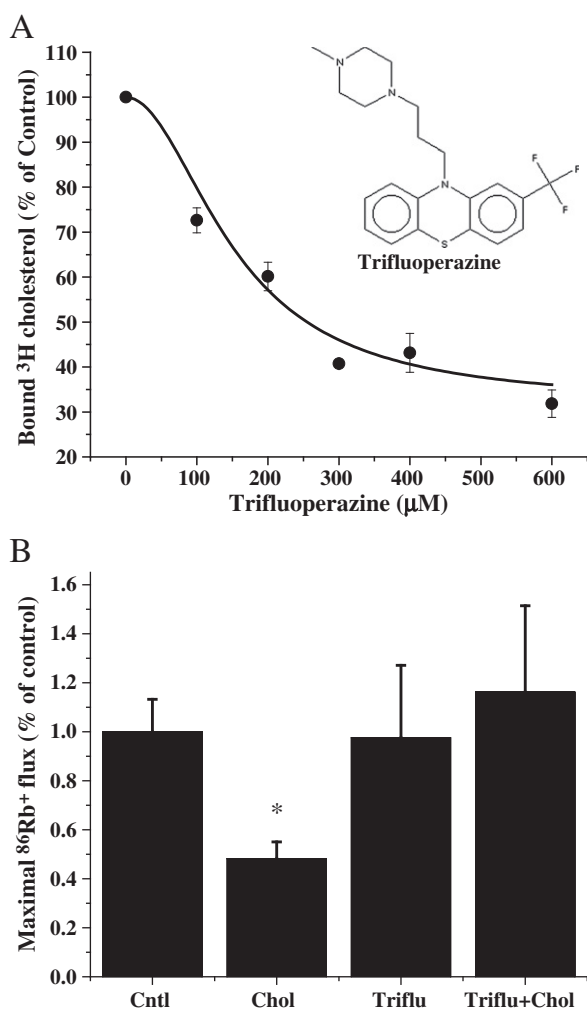 A
110
100
90
80
70
60
50
40
30
20
Bound ³H cholesterol (% of Control)
0 100 200 300 400 500 600
Trifluoperazine (μM)
N
N
N
S
F
F
F
Trifluoperazine
B
1.6
1.4
1.2
1.0
0.8
0.6
0.4
0.2
0.0
Maximal ⁸⁶Rb⁺ flux (% of control)
*
Cntl Chol Triflu Triflu+Chol